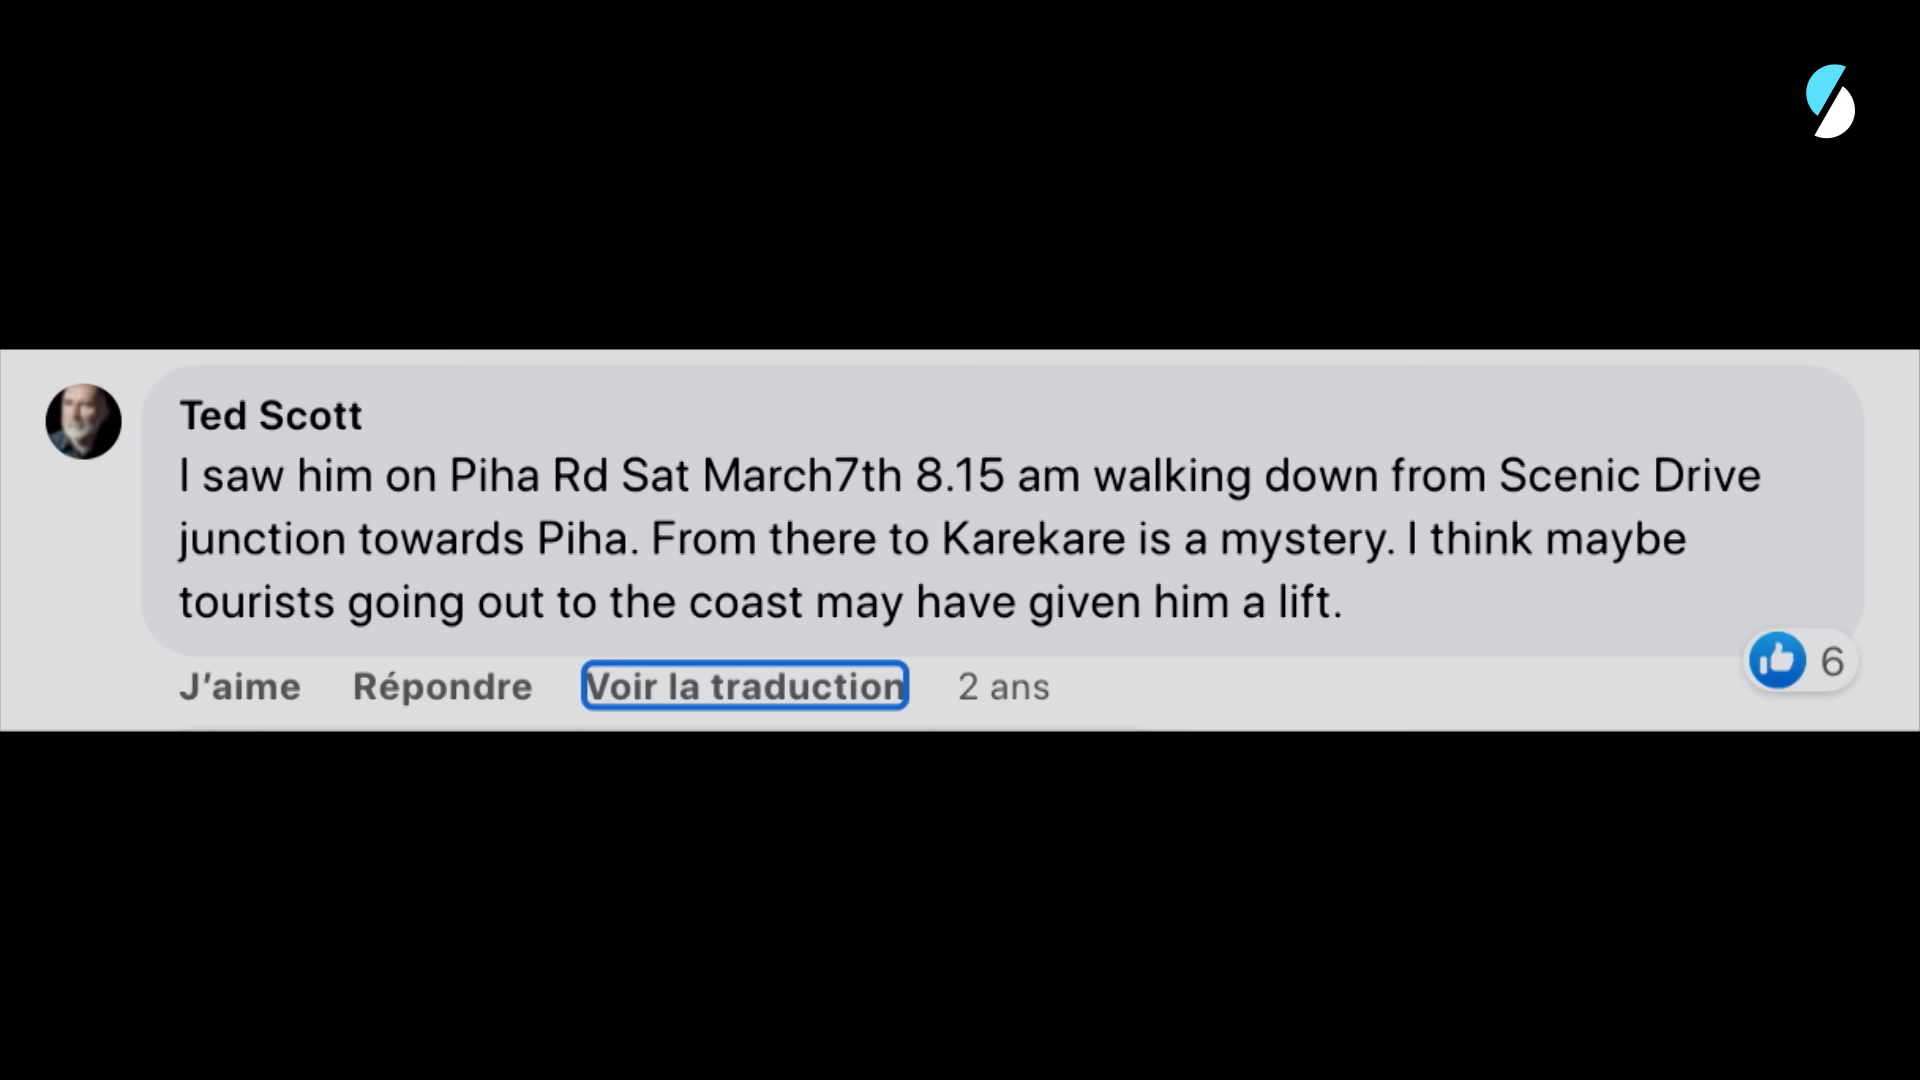 Ted Scott
I saw him on Piha Rd Sat March7th 8.15 am walking down from Scenic Drive
junction towards Piha. From there to Karekare is a mystery. I think maybe
tourists going out to the coast may have given him a lift.
6
J'aime Répondre Voir la traduction 2 ans